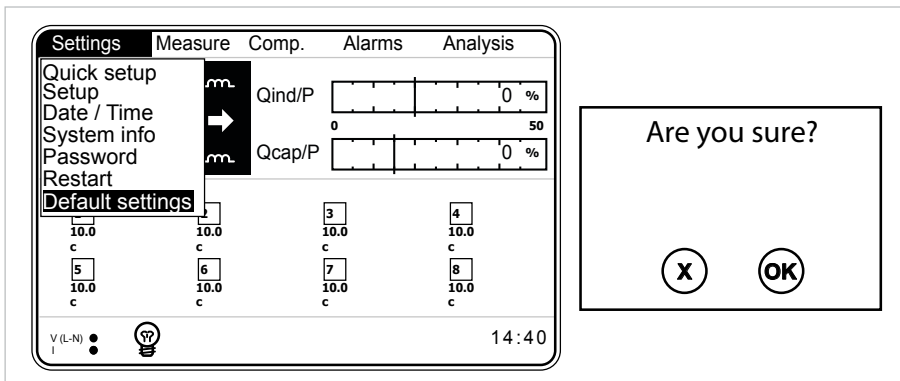 Settings Measure Comp. Alarms Analysis
Quick setup
Setup
Date / Time
System info
Password
Restart
Default settings
Qind/P 0 %
0 50
Qcap/P 0 %
2 3 4
10.0 10.0 10.0 10.0
c c c c
5 6 7 8
10.0 10.0 10.0 10.0
c c c c
V (L-N)
I
14:40
Are you sure?
X OK